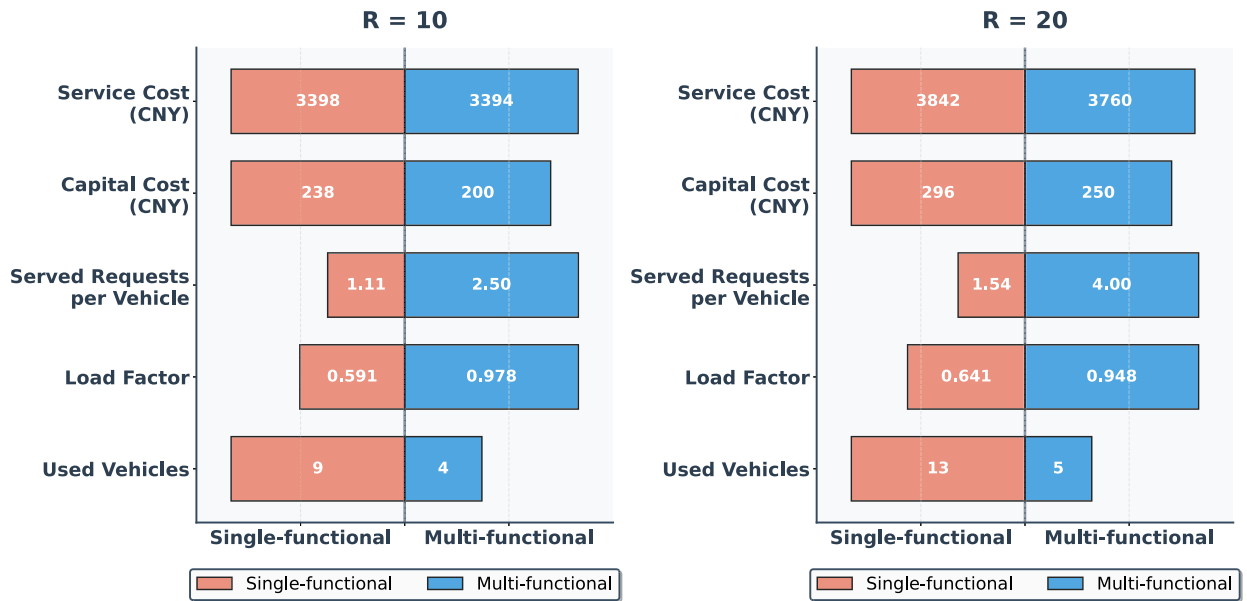 R = 10
Service Cost
(CNY)
3398
3394
Capital Cost
(CNY)
238
200
Served Requests
per Vehicle
1.11
2.50
Load Factor
0.591
0.978
Used Vehicles
9
4
Single-functional
Multi-functional
Single-functional
Multi-functional
R = 20
Service Cost
(CNY)
3842
3760
Capital Cost
(CNY)
296
250
Served Requests
per Vehicle
1.54
4.00
Load Factor
0.641
0.948
Used Vehicles
13
5
Single-functional
Multi-functional
Single-functional
Multi-functional